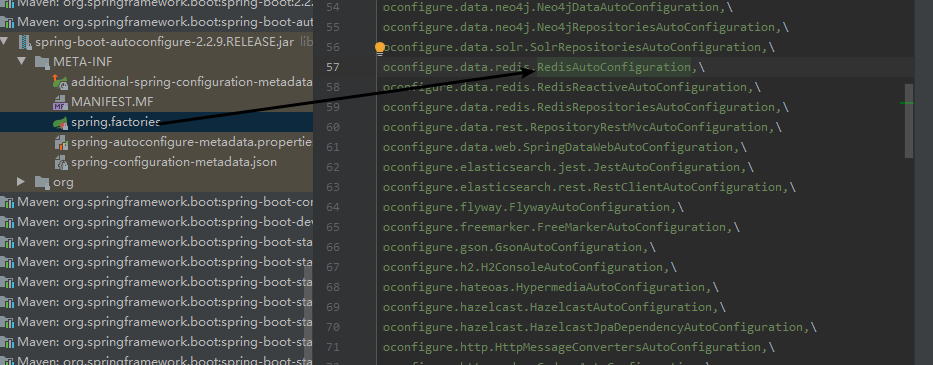 Maven: org.springframework.boot:spring-boot:2.2.
Maven: org.springframework.boot:spring-boot-aut
spring-boot-autoconfigure-2.2.9.RELEASE.jar lib
META-INF
additional-spring-configuration-metadata
MANIFEST.MF
spring.factories
spring-autoconfigure-metadata.propertie
spring-configuration-metadata.json
org
Maven: org.springframework.boot:spring-boot-con
Maven: org.springframework.boot:spring-boot-dev
Maven: org.springframework.boot:spring-boot-sta
Maven: org.springframework.boot:spring-boot-sta
Maven: org.springframework.boot:spring-boot-sta
Maven: org.springframework.boot:spring-boot-sta
Maven: org.springframework.boot:spring-boot-sta
Maven: org.springframework.boot:spring-boot-sta
54 oconfigure.data.neo4j.Neo4jDataAutoConfiguration,\
55 oconfigure.data.neo4j.Neo4jRepositoriesAutoConfiguration,\
56 oconfigure.data.solr.SolrRepositoriesAutoConfiguration,\
57 oconfigure.data.redis.RedisAutoConfiguration,\
58 oconfigure.data.redis.RedisReactiveAutoConfiguration,\
59 oconfigure.data.redis.RedisRepositoriesAutoConfiguration,\
60 oconfigure.data.rest.RepositoryRestMvcAutoConfiguration,\
61 oconfigure.data.web.SpringDataWebAutoConfiguration,\
62 oconfigure.elasticsearch.jest.JestAutoConfiguration,\
63 oconfigure.elasticsearch.rest.RestClientAutoConfiguration,\
64 oconfigure.flyway.FlywayAutoConfiguration,\
65 oconfigure.freemarker.FreeMarkerAutoConfiguration,\
66 oconfigure.gson.GsonAutoConfiguration,\
67 oconfigure.h2.H2ConsoleAutoConfiguration,\
68 oconfigure.hateoas.HypermediaAutoConfiguration,\
69 oconfigure.hazelcast.HazelcastAutoConfiguration,\
70 oconfigure.hazelcast.HazelcastJpaDependencyAutoConfiguration,\
71 oconfigure.http.HttpMessageConvertersAutoConfiguration,\